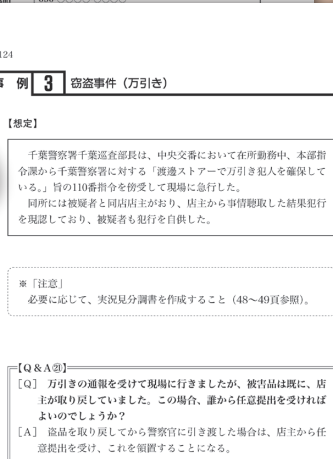 124
例 3 窃盗事件（万引き）
【想定】
千葉警察署千葉巡査部長は、中央交番において在所勤務中、本部指
令課から千葉警察署に対する「渡邊ストアーで万引き犯人を確保して
いる。」旨の110番指令を傍受して現場に急行した。
同所には被疑者と同店店主がおり、店主から事情聴取した結果犯行
を現認しており、被疑者も犯行を自供した。
※「注意」
必要に応じて、実況見分調書を作成すること（48～49頁参照）。
【Q＆A㉑】
［Q］ 万引きの通報を受けて現場に行きましたが、被害品は既に、店
主が取り戻していました。この場合、誰から任意提出を受ければ
よいのでしょうか？
［A］ 盗品を取り戻してから警察官に引き渡した場合は、店主から任
意提出を受け、これを領置することになる。